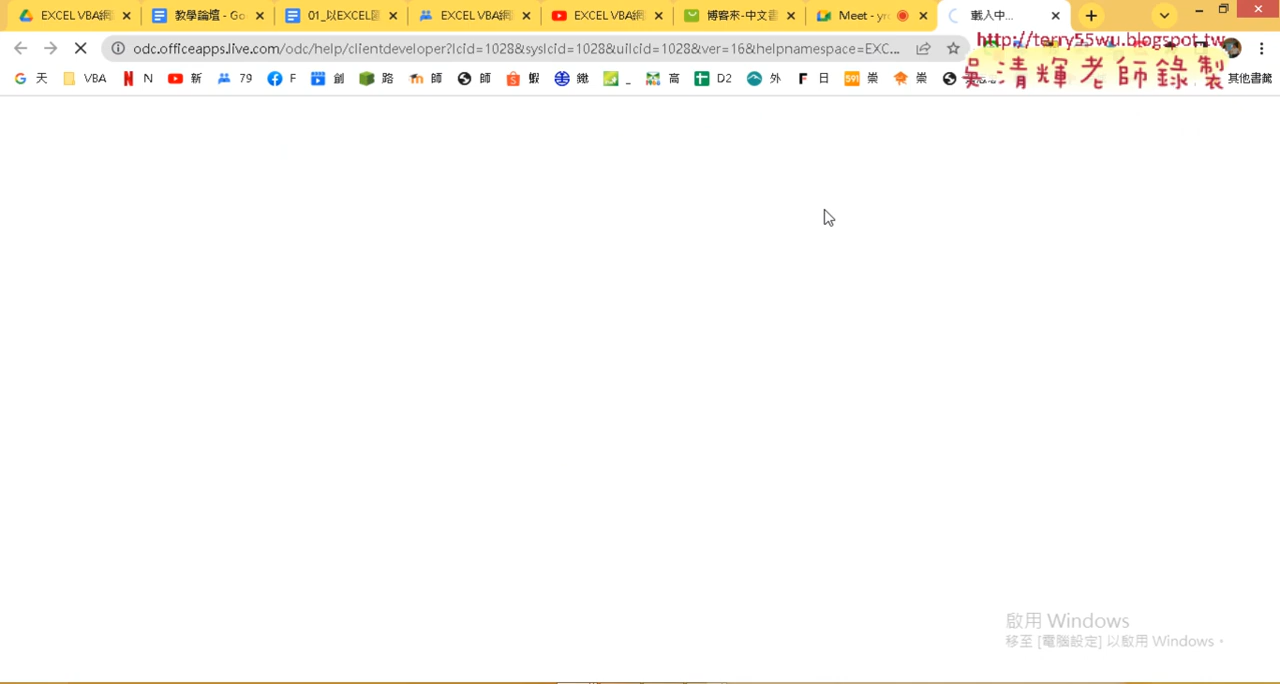 EXCEL VBA網
教學論壇 - Go
01_以EXCEL函
EXCEL VBA網
EXCEL VBA網
博客來-中文書
Meet - yr
載入中...
odc.officeapps.live.com/odc/help/clientdeveloper?lcid=1028&syslcid=1028&uilcid=1028&ver=16&helpnamespace=EXC...
http://terry55wu.blogspot.tw
吳清輝老師錄製
天 VBA N 新 79 F 創 路 師 師 蝦 緻 .. 高 D2 外 日 崇 崇 其他書籤
啟用 Windows
移至 [電腦設定] 以啟用 Windows。